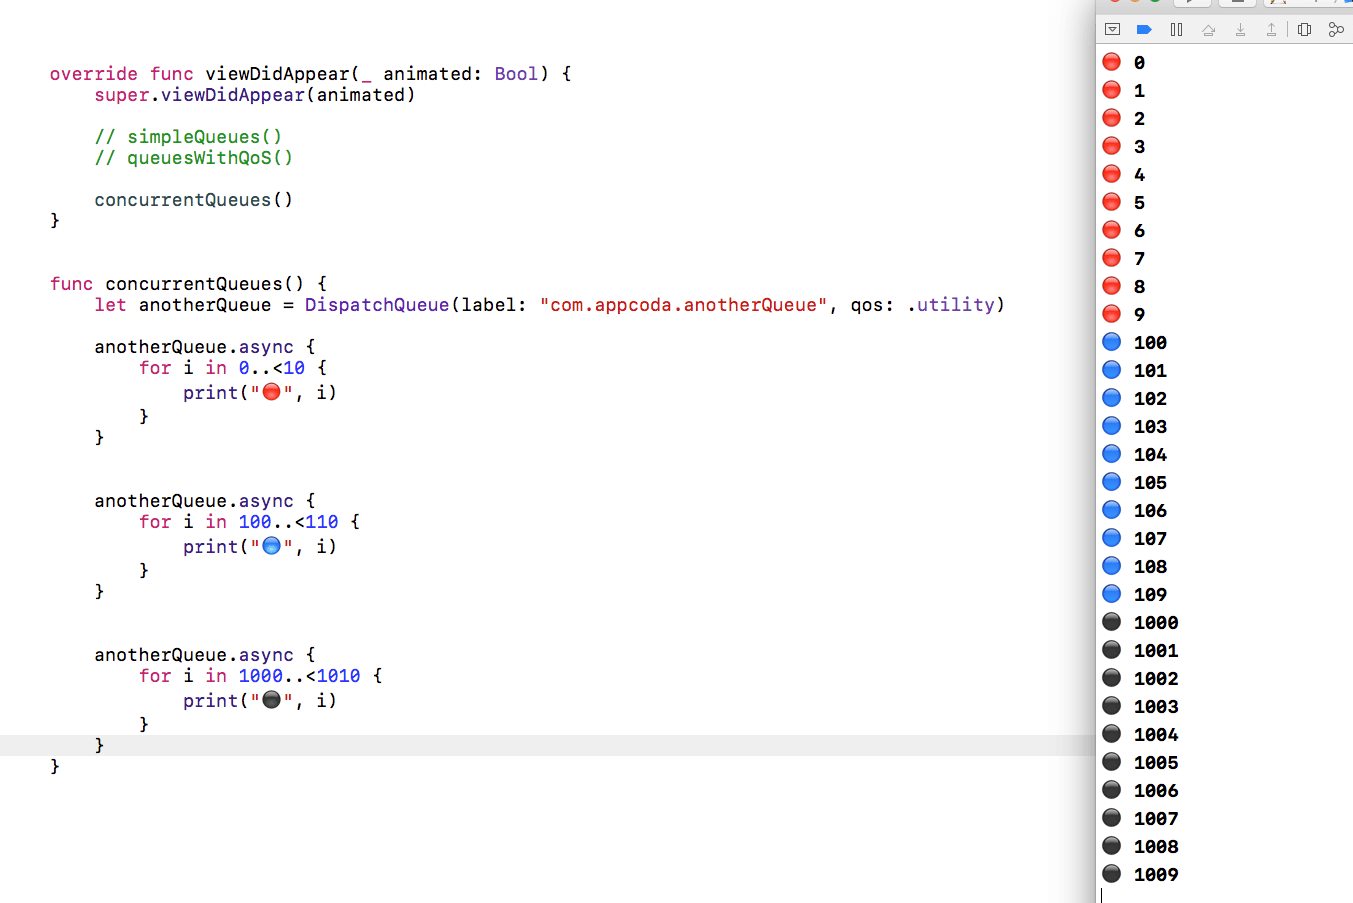 override func viewDidAppear(_ animated: Bool) {
    super.viewDidAppear(animated)

    // simpleQueues()
    // queuesWithQoS()

    concurrentQueues()
}

func concurrentQueues() {
    let anotherQueue = DispatchQueue(label: "com.appcoda.anotherQueue", qos: .utility)

    anotherQueue.async {
        for i in 0..<10 {
            print("🔴", i)
        }
    }

    anotherQueue.async {
        for i in 100..<110 {
            print("🔵", i)
        }
    }

    anotherQueue.async {
        for i in 1000..<1010 {
            print("⚫️", i)
        }
    }
}
🔴 0
🔴 1
🔴 2
🔴 3
🔴 4
🔴 5
🔴 6
🔴 7
🔴 8
🔴 9
🔵 100
🔵 101
🔵 102
🔵 103
🔵 104
🔵 105
🔵 106
🔵 107
🔵 108
🔵 109
⚫️ 1000
⚫️ 1001
⚫️ 1002
⚫️ 1003
⚫️ 1004
⚫️ 1005
⚫️ 1006
⚫️ 1007
⚫️ 1008
⚫️ 1009